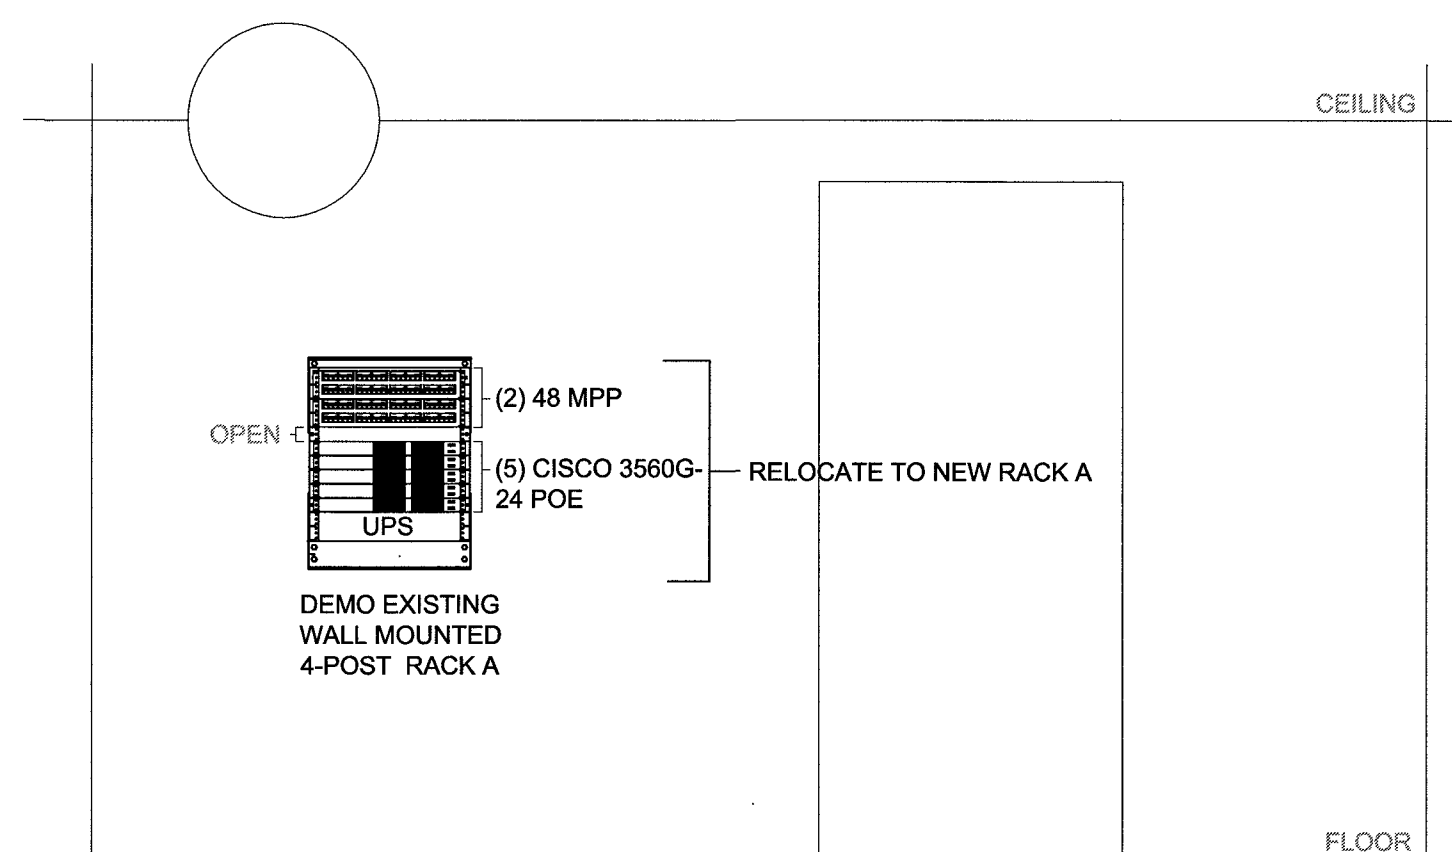 CEILING
(2) 48 MPP
OPEN
(5) CISCO 3560G-
24 POE
RELOCATE TO NEW RACK A
UPS
DEMO EXISTING
WALL MOUNTED
4-POST RACK A
FLOOR